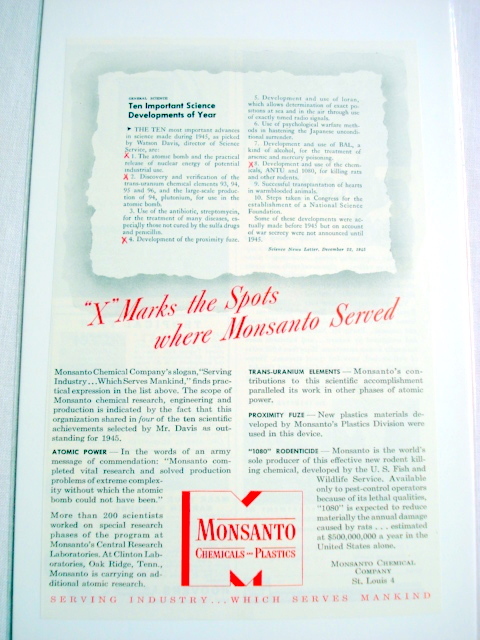 GENERAL SCIENCE
Ten Important Science
Developments of Year
➤ THE TEN most important advances
in science made during 1945, as picked
by Watson Davis, director of Science
Service, are:
X 1. The atomic bomb and the practical
release of nuclear energy of potential
industrial use.
X 2. Discovery and verification of the
trans-uranium chemical elements 93, 94,
95 and 96, and the large-scale produc-
tion of 94, plutonium, for use in the
atomic bomb.
3. Use of the antibiotic, streptomycin,
for the treatment of many diseases, es-
pecially those not cured by the sulfa drugs
and penicillin.
X 4. Development of the proximity fuze.
5. Development and use of loran,
which allows determination of exact po-
sitions at sea and in the air through use
of exactly timed radio signals.
6. Use of psychological warfare meth-
ods in hastening the Japanese uncondi-
tional surrender.
7. Development and use of BAL, a
kind of alcohol, for the treatment of
arsenic and mercury poisoning.
X 8. Development and use of the chem-
icals, ANTU and 1080, for killing rats
and other rodents.
9. Successful transplantation of hearts
in warmblooded animals.
10. Steps taken in Congress for the
establishment of a National Science
Foundation.
Some of these developments were ac-
tually made before 1945 but on account
of war secrecy were not announced until
1945.
Science News Letter, December 22, 1945
"X" Marks the Spots
where Monsanto Served
Monsanto Chemical Company's slogan, "Serving
Industry...Which Serves Mankind," finds prac-
tical expression in the list above. The scope of
Monsanto chemical research, engineering and
production is indicated by the fact that this
organization shared in four of the ten scientific
achievements selected by Mr. Davis as out-
standing for 1945.
ATOMIC POWER — In the words of an army
message of commendation: "Monsanto com-
pleted vital research and solved production
problems of extreme complex-
ity without which the atomic
bomb could not have been."
More than 200 scientists
worked on special research
phases of the program at
Monsanto's Central Research
Laboratories. At Clinton Lab-
oratories, Oak Ridge, Tenn.,
Monsanto is carrying on ad-
ditional atomic research.
TRANS-URANIUM ELEMENTS — Monsanto's con-
tributions to this scientific accomplishment
paralleled its work in other phases of atomic
power.
PROXIMITY FUZE — New plastics materials de-
veloped by Monsanto's Plastics Division were
used in this device.
"1080" RODENTICIDE — Monsanto is the world's
sole producer of this effective new rodent kill-
ing chemical, developed by the U. S. Fish and
Wildlife Service. Available
only to pest-control operators
because of its lethal qualities,
"1080" is expected to reduce
materially the annual damage
caused by rats . . . estimated
at $500,000,000 a year in the
United States alone.
MONSANTO CHEMICAL
COMPANY
St. Louis 4
MONSANTO
CHEMICALS — PLASTICS
SERVING INDUSTRY...WHICH SERVES MANKIND